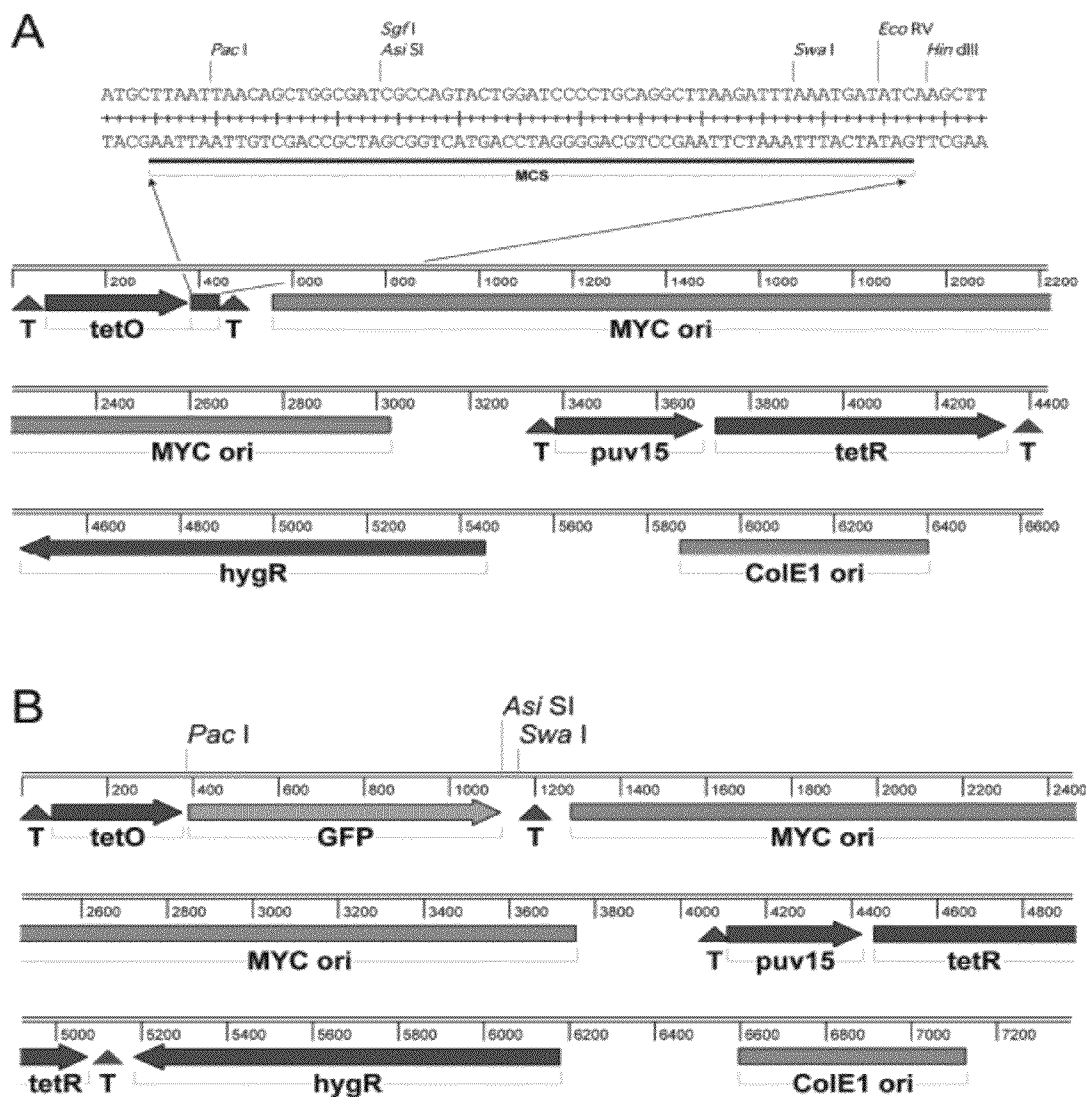 A
Sgf I
Eco RV
Pac I
Asi SI
Swa I
Hin dIII
ATGCTTAATTAACAGCTGGCGATCGCCAGTACTGGATCCCCCTGCAGGCTTAAGATTTAAATGATATCAAGCTT
TACGAATTAATTGTCGACCGCTAGCGGTCATGACCTAGGGGGACGTCCGAATTCTAAATTTACTATAGTTCGAA
MCS
200 400 600 800 1000 1200 1400 1600 1800 2000 2200
T tetO T MYC ori
2400 2600 2800 3000 3200 3400 3600 3800 4000 4200 4400
MYC ori T puv15 tetR T
4600 4800 5000 5200 5400 5600 5800 6000 6200 6400 6600
hygR ColE1 ori
B
Asi SI
Pac I
Swa I
200 400 600 800 1000 1200 1400 1600 1800 2000 2200 2400
T tetO GFP T MYC ori
2600 2800 3000 3200 3400 3600 3800 4000 4200 4400 4600 4800
MYC ori T puv15 tetR
5000 5200 5400 5600 5800 6000 6200 6400 6600 6800 7000 7200
tetR T hygR ColE1 ori